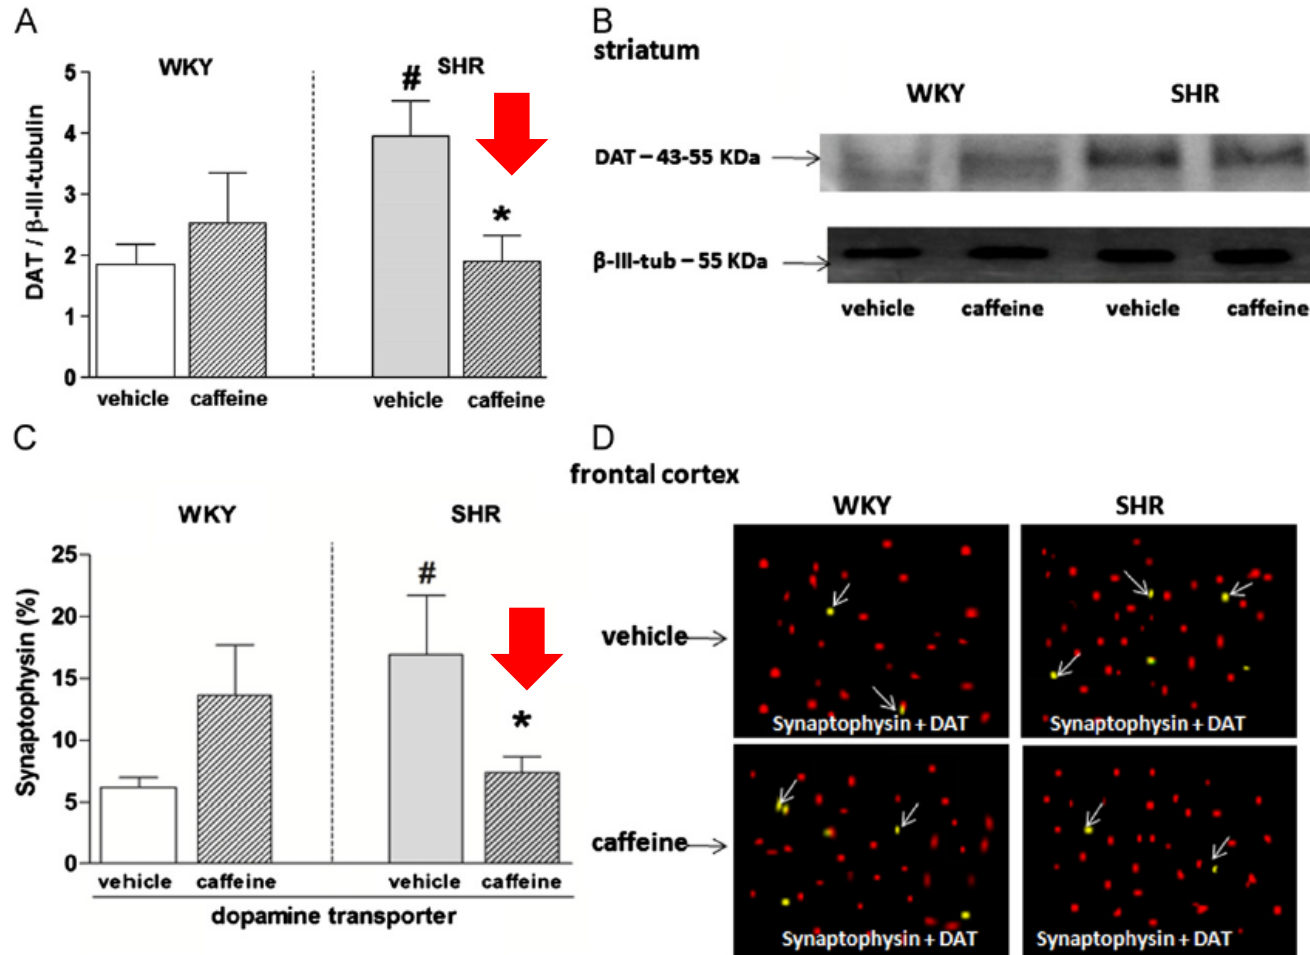 A
WKY
SHR
DAT / β-III-tubulin
5
4
3
2
1
0
#
*
vehicle
caffeine
vehicle
caffeine
B
striatum
WKY
SHR
DAT – 43-55 KDa
β-III-tub – 55 KDa
vehicle
caffeine
vehicle
caffeine
C
WKY
SHR
Synaptophysin (%)
25
20
15
10
5
0
#
*
vehicle
caffeine
vehicle
caffeine
dopamine transporter
D
frontal cortex
WKY
SHR
vehicle
Synaptophysin + DAT
Synaptophysin + DAT
caffeine
Synaptophysin + DAT
Synaptophysin + DAT